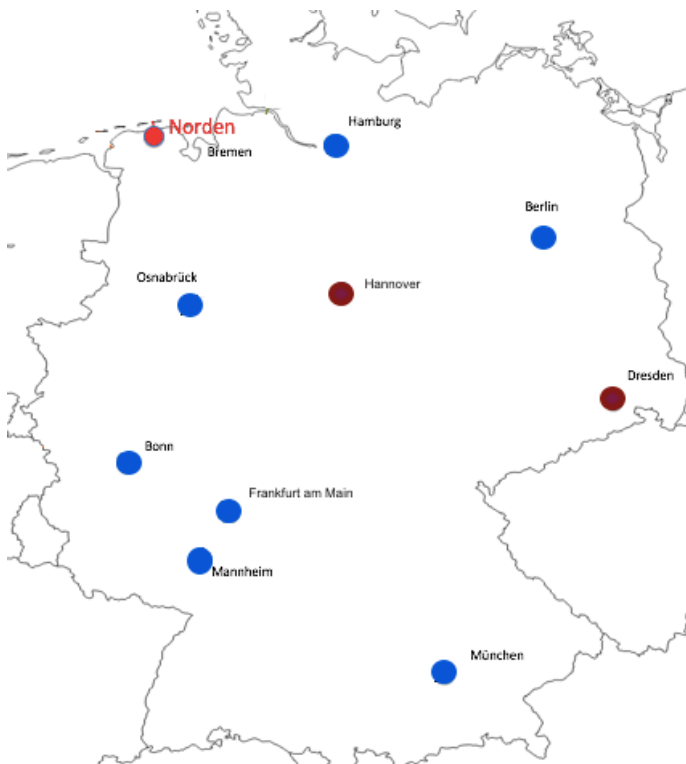 Hamburg
Norden
Bremen
Berlin
Osnabrück
Hannover
Dresden
Bonn
Frankfurt am Main
Mannheim
München